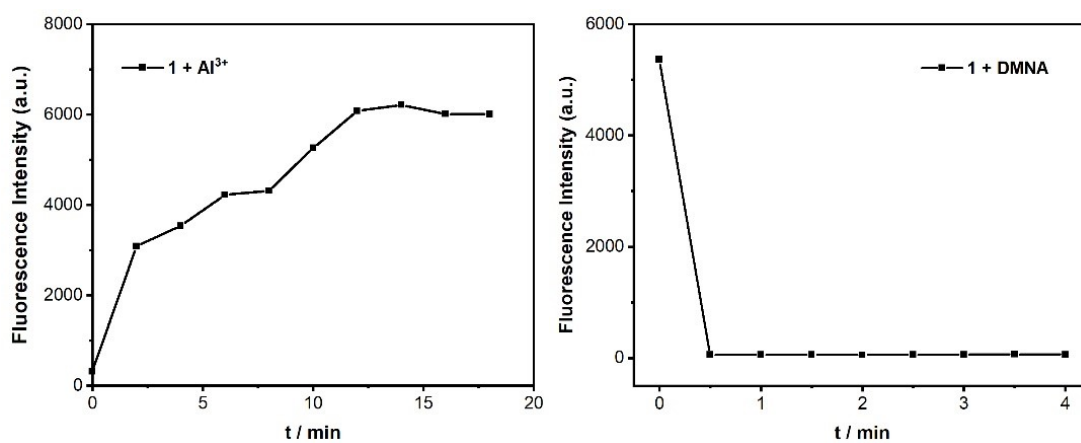 8000
6000
4000
2000
0
Fluorescence Intensity (a.u.)
1 + Al³⁺
0 5 10 15 20
t / min
6000
4000
2000
0
Fluorescence Intensity (a.u.)
1 + DMNA
0 1 2 3 4
t / min